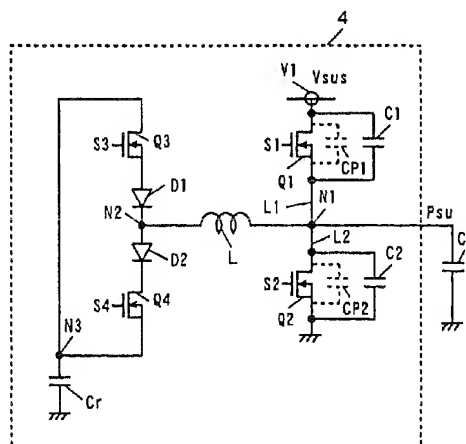 4
V1 Vsus
C1
S3 Q3
S1
CP1
Q1
D1
N2
L1 N1
Psu
L
L2
D2
C2
S4 Q4
S2
CP2
Q2
N3
Cr